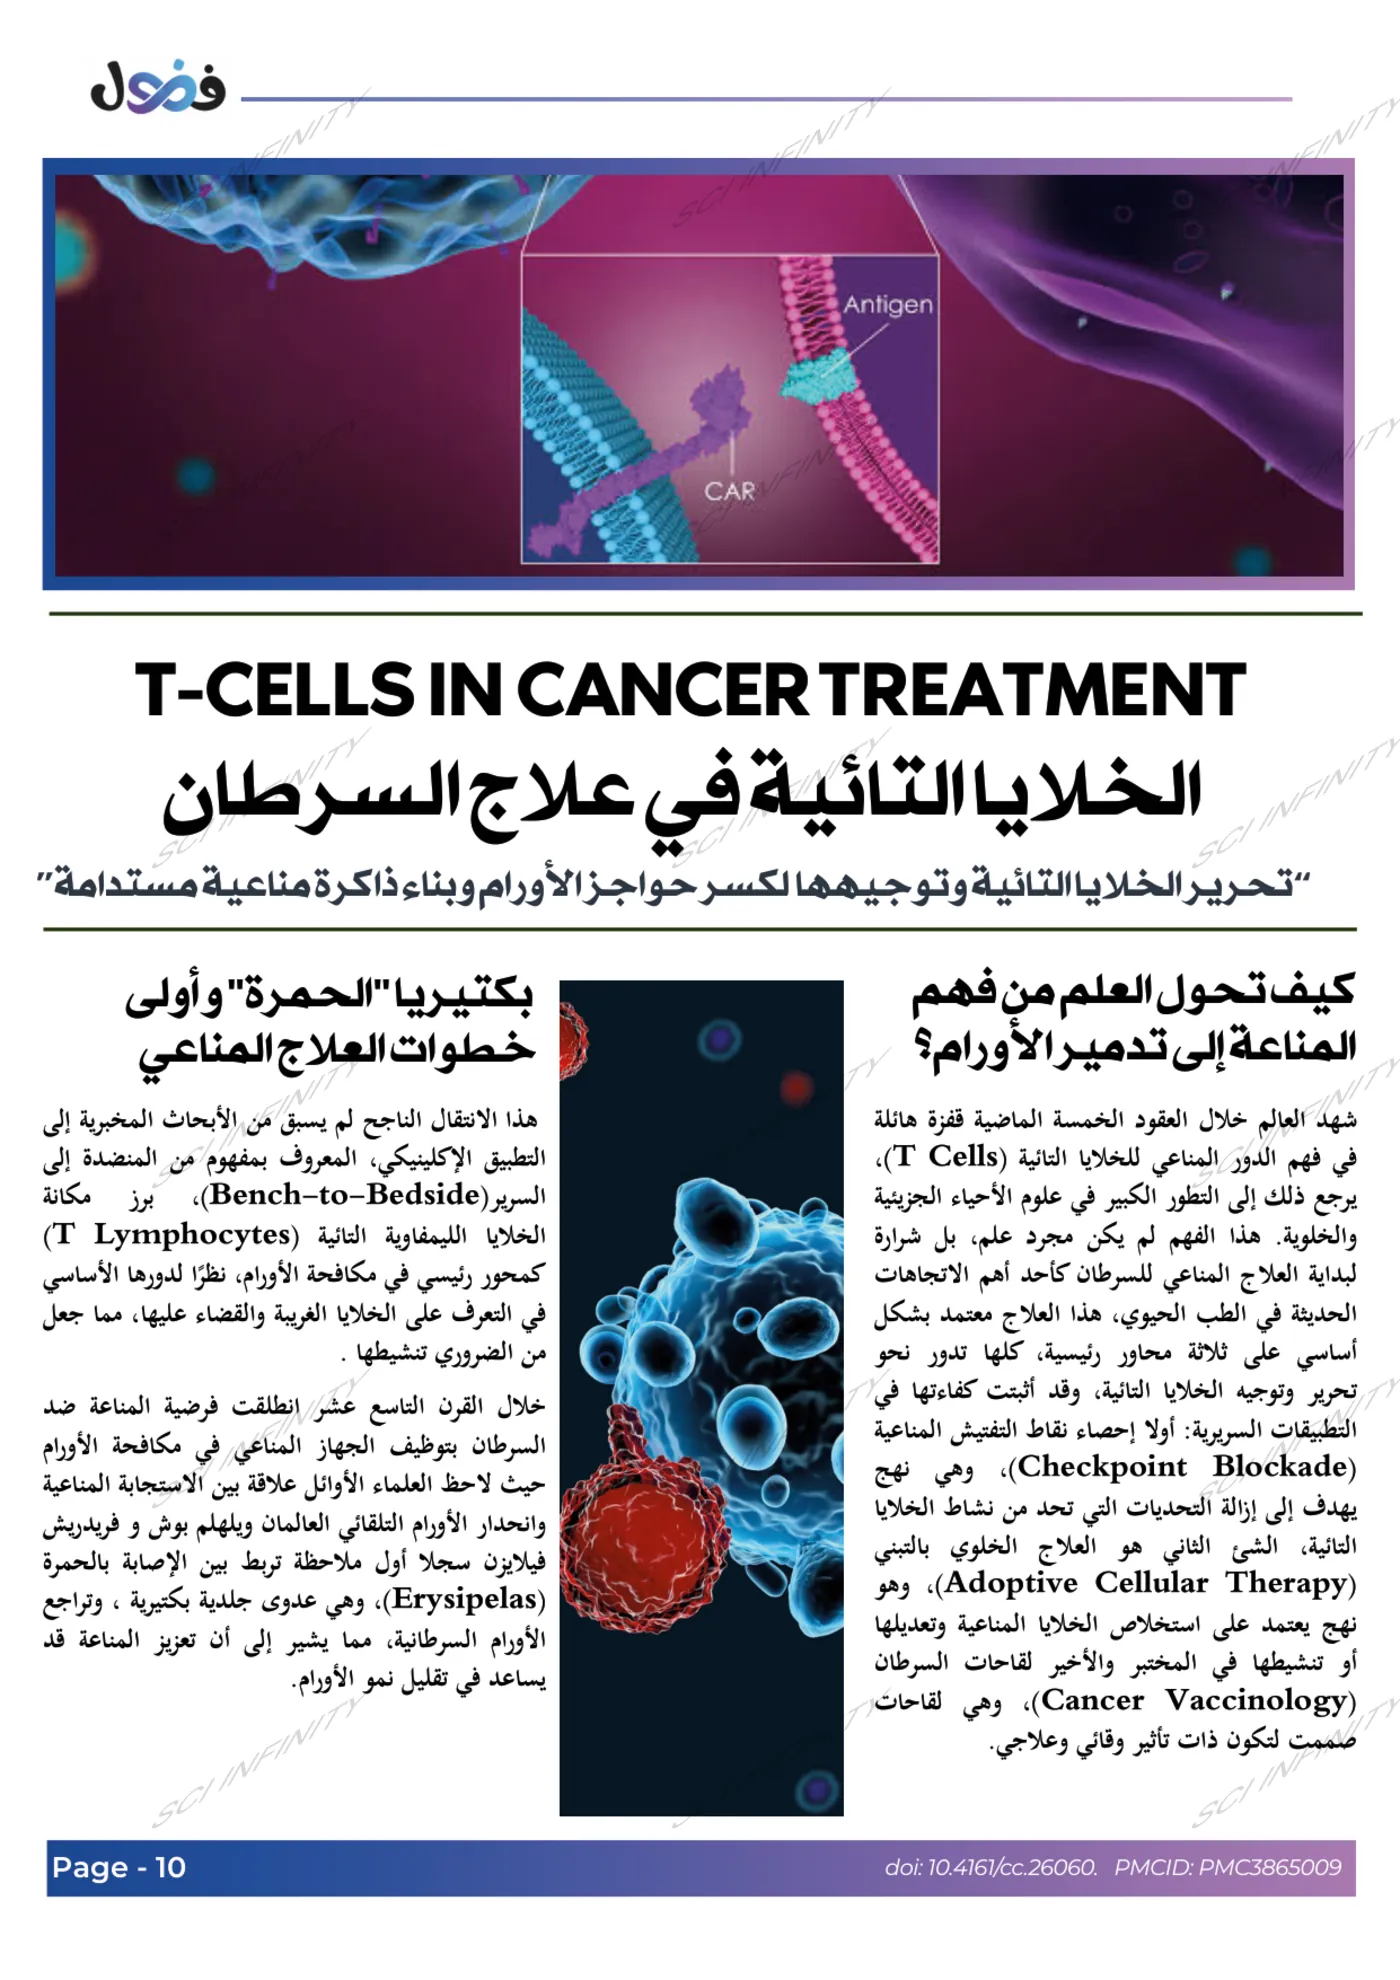 فضول
Antigen
CAR
T-CELLS IN CANCER TREATMENT
الخلايا التائية في علاج السرطان
“تحرير الخلايا التائية وتوجيهها لكسر حواجز الأورام وبناء ذاكرة مناعية مستدامة”
كيف تحول العلم من فهم
المناعة إلى تدمير الأورام؟
شهد العالم خلال العقود الخمسة الماضية قفزة هائلة
في فهم الدور المناعي للخلايا التائية (T Cells)،
يرجع ذلك إلى التطور الكبير في علوم الأحياء الجزيئية
والخلوية. هذا الفهم لم يكن مجرد علم، بل شرارة
لبداية العلاج المناعي للسرطان كأحد أهم الاتجاهات
الحديثة في الطب الحيوي، هذا العلاج معتمد بشكل
أساسي على ثلاثة محاور رئيسية، كلها تدور نحو
تحرير وتوجيه الخلايا التائية، وقد أثبتت كفاءتها في
التطبيقات السريرية: أولا إحصاء نقاط التفتيش المناعية
(Checkpoint Blockade)، وهي نهج
يهدف إلى إزالة التحديات التي تحد من نشاط الخلايا
التائية، الشئ الثاني هو العلاج الخلوي بالتبني
(Adoptive Cellular Therapy)، وهو
نهج يعتمد على استخلاص الخلايا المناعية وتعديلها
أو تنشيطها في المختبر والأخير لقاحات السرطان
(Cancer Vaccinology)، وهي لقاحات
صممت لتكون ذات تأثير وقائي وعلاجي.
بكتيريا "الحمرة" وأولى
خطوات العلاج المناعي
هذا الانتقال الناجح لم يسبق من الأبحاث المخبرية إلى
التطبيق الإكلينيكي، المعروف بمفهوم من المنضدة إلى
السرير(Bench-to-Bedside)، برز مكانة
الخلايا الليمفاوية التائية (T Lymphocytes)
كمحور رئيسي في مكافحة الأورام، نظرًا لدورها الأساسي
في التعرف على الخلايا الغريبة والقضاء عليها، مما جعل
من الضروري تنشيطها .
خلال القرن التاسع عشر انطلقت فرضية المناعة ضد
السرطان بتوظيف الجهاز المناعي في مكافحة الأورام
حيث لاحظ العلماء الأوائل علاقة بين الاستجابة المناعية
وانحدار الأورام التلقائي العالمان ويلهلم بوش و فريدريش
فيلايزن سجلا أول ملاحظة تربط بين الإصابة بالحمرة
(Erysipelas)، وهي عدوى جلدية بكتيرية ، وتراجع
الأورام السرطانية، مما يشير إلى أن تعزيز المناعة قد
يساعد في تقليل نمو الأورام.
Page - 10
doi: 10.4161/cc.26060. PMCID: PMC3865009
SCI INFINITY